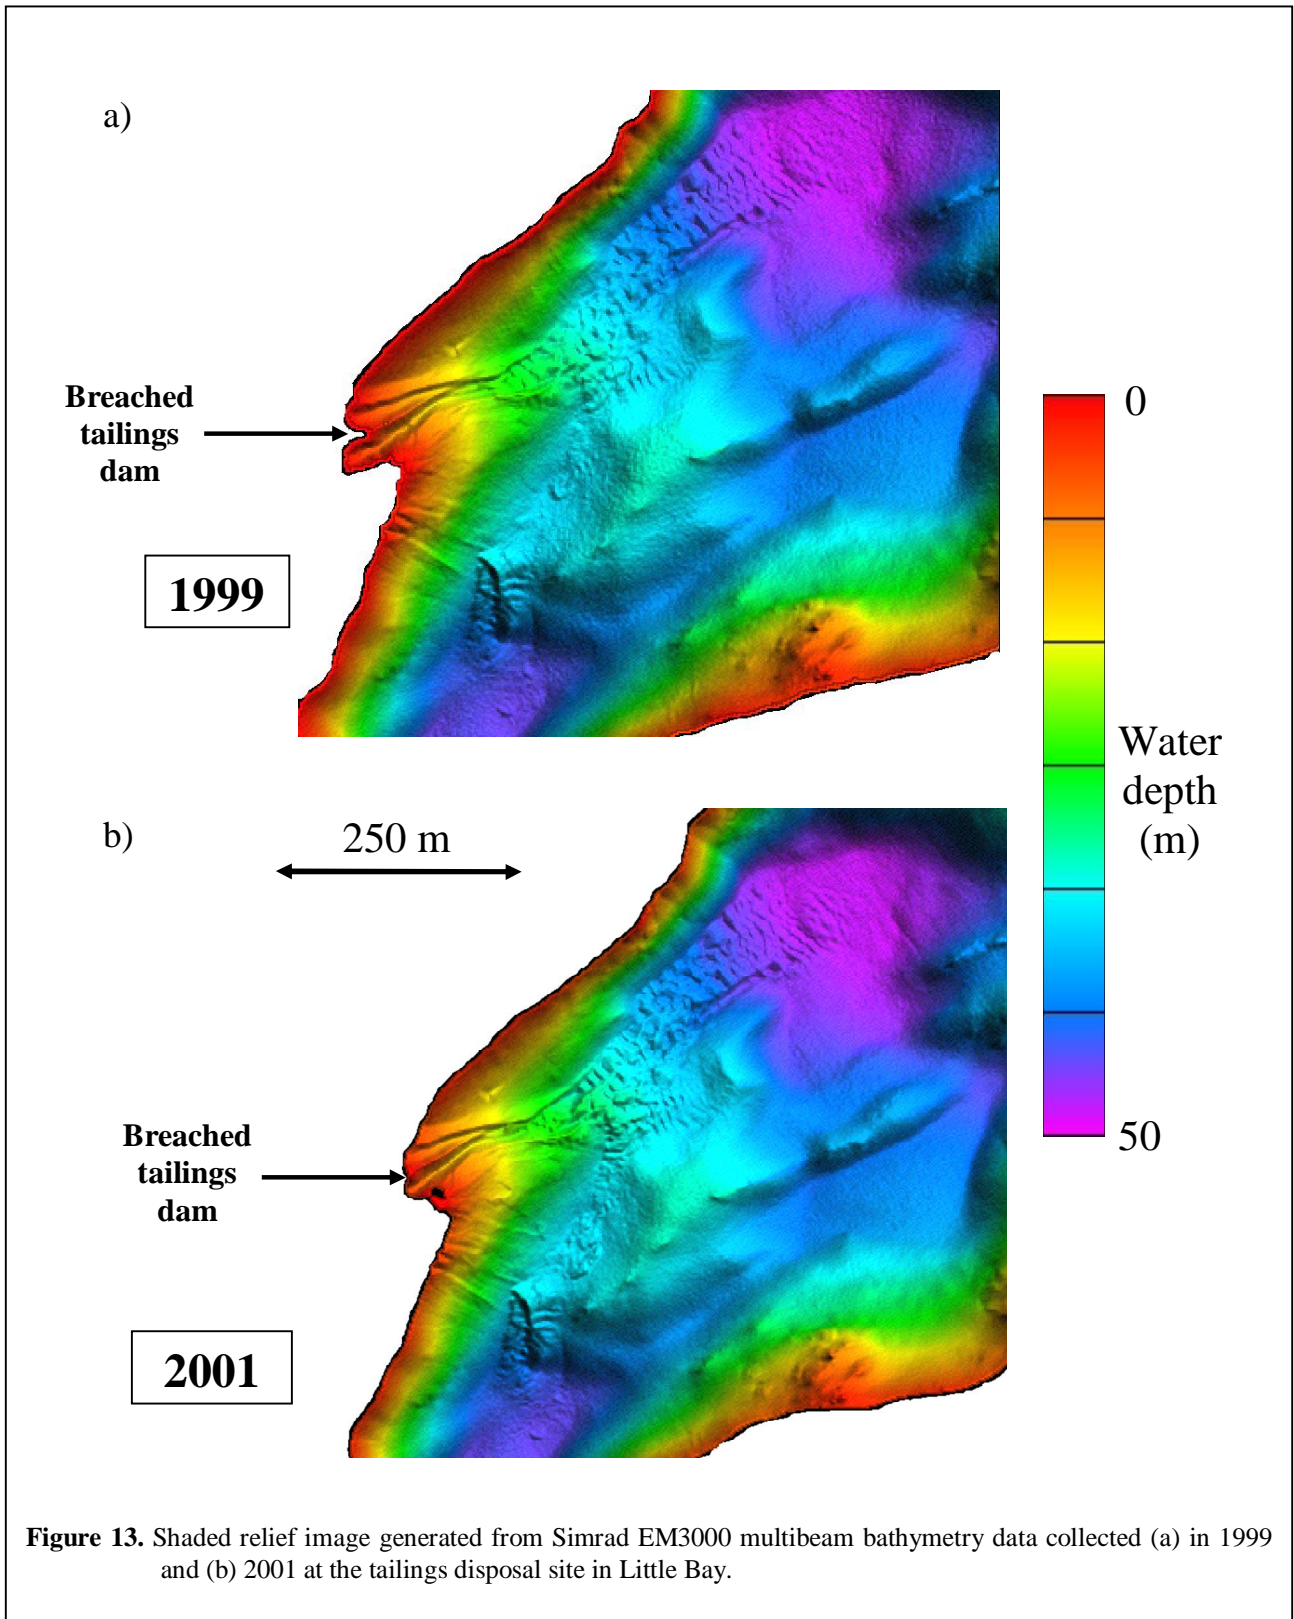 a)
Breached
tailings
dam
1999
0
Water
depth
(m)
50
b)
250 m
Breached
tailings
dam
2001
Figure 13. Shaded relief image generated from Simrad EM3000 multibeam bathymetry data collected (a) in 1999
and (b) 2001 at the tailings disposal site in Little Bay.